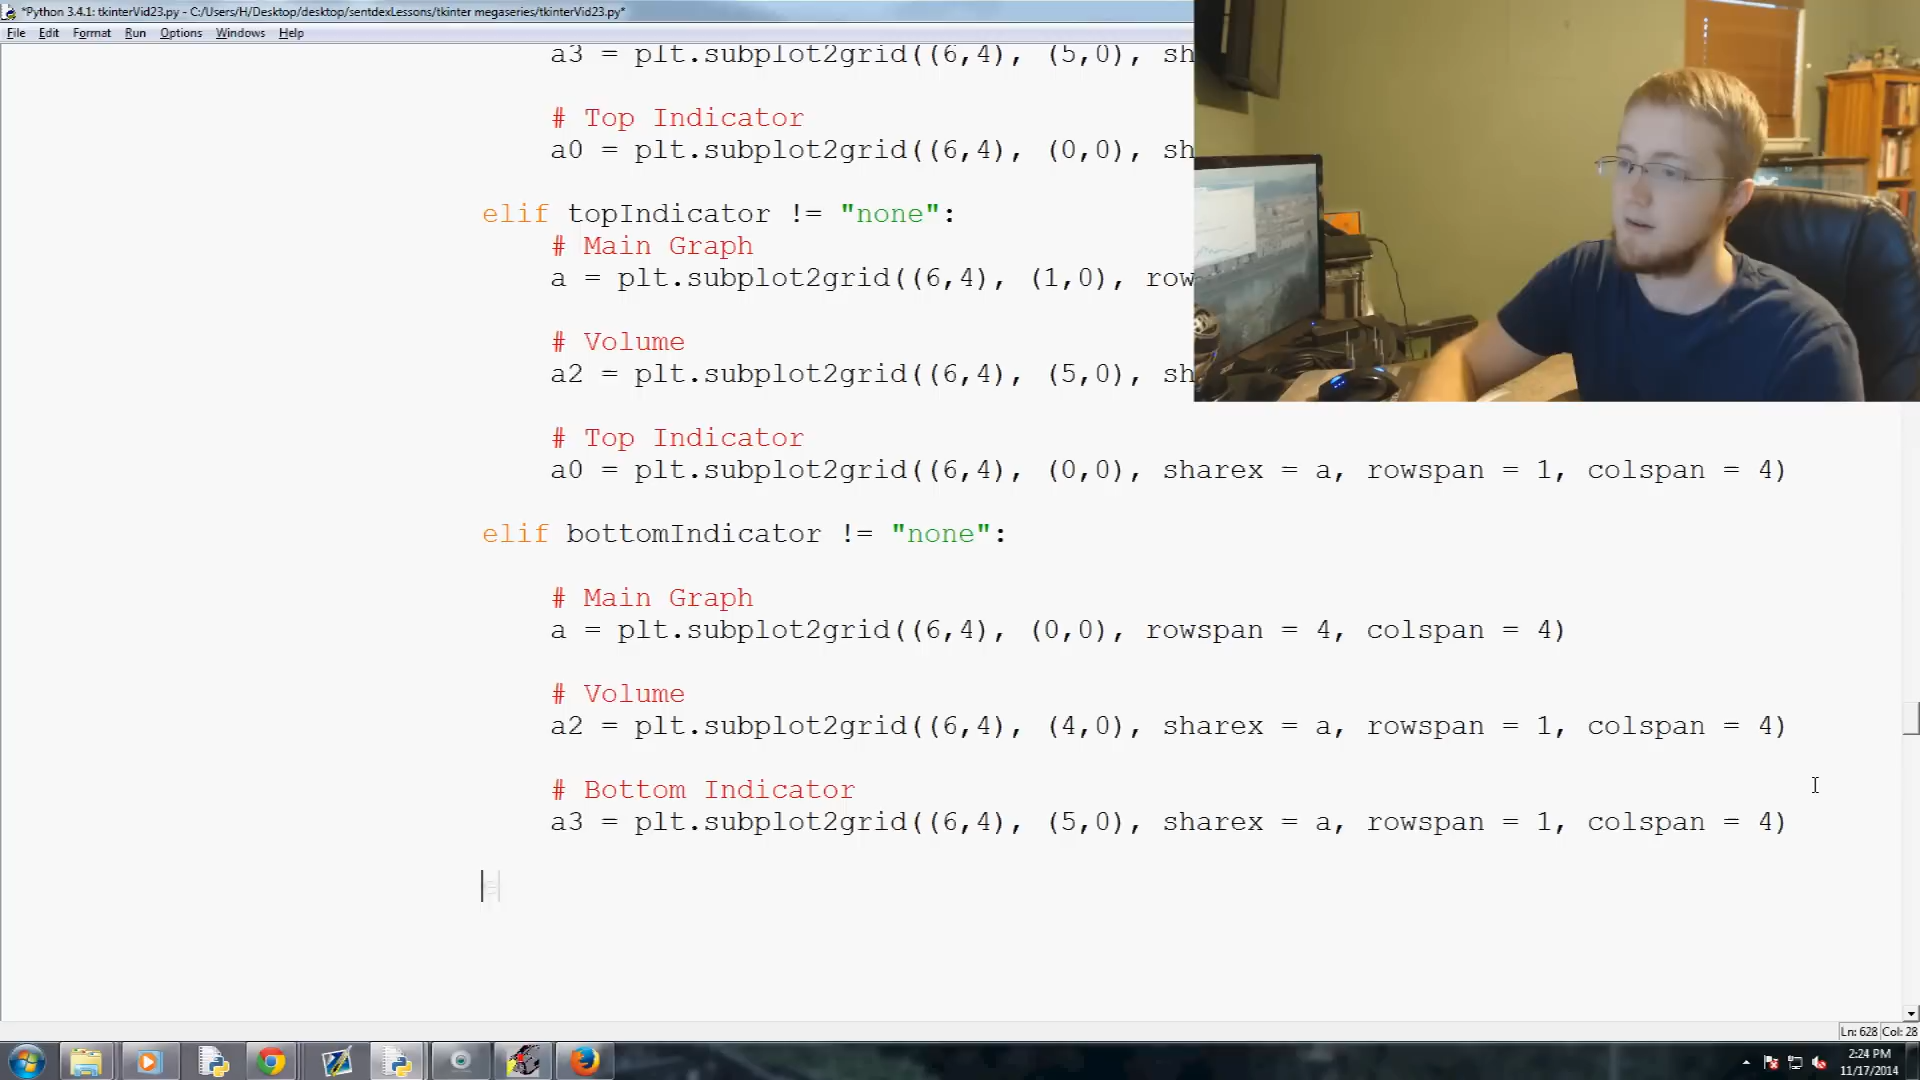 *Python 3.4.1: tkinterVid23.py - C:/Users/H/Desktop/desktop/sentdexLessons/tkinter megaseries/tkinterVid23.py*
File Edit Format Run Options Windows Help
a3 = plt.subplot2grid((6,4), (5,0), sh
# Top Indicator
a0 = plt.subplot2grid((6,4), (0,0), sh
elif topIndicator != "none":
# Main Graph
a = plt.subplot2grid((6,4), (1,0), row
# Volume
a2 = plt.subplot2grid((6,4), (5,0), sh
# Top Indicator
a0 = plt.subplot2grid((6,4), (0,0), sharex = a, rowspan = 1, colspan = 4)
elif bottomIndicator != "none":
# Main Graph
a = plt.subplot2grid((6,4), (0,0), rowspan = 4, colspan = 4)
# Volume
a2 = plt.subplot2grid((6,4), (4,0), sharex = a, rowspan = 1, colspan = 4)
# Bottom Indicator
a3 = plt.subplot2grid((6,4), (5,0), sharex = a, rowspan = 1, colspan = 4)
Ln: 628 Col: 28
2:24 PM
11/17/2014